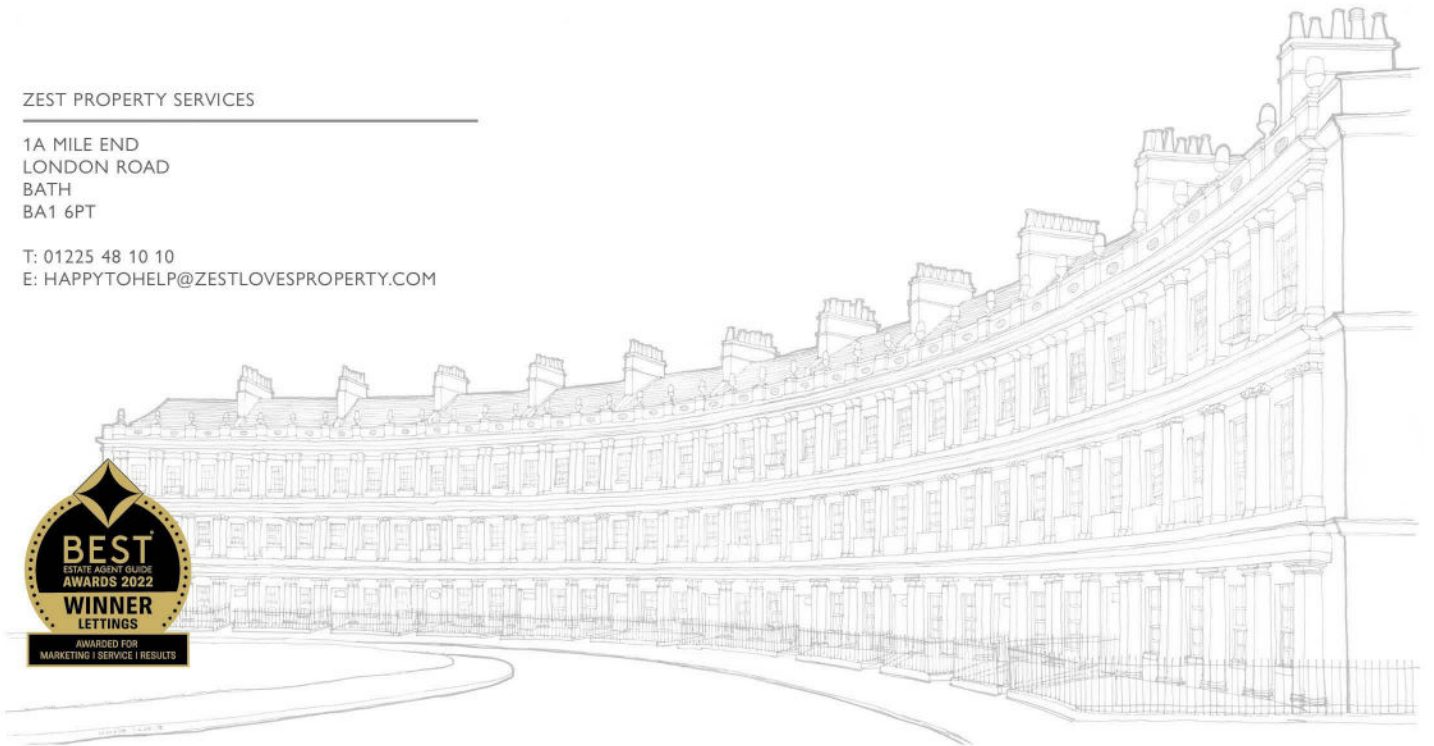 ZEST PROPERTY SERVICES
1A MILE END
LONDON ROAD
BATH
BA1 6PT
T: 01225 48 10 10
E: HAPPYTOHELP@ZESTLOVESPROPERTY.COM
BEST
ESTATE AGENT GUIDE
AWARDS 2022
WINNER
LETTINGS
AWARDED FOR
MARKETING | SERVICE | RESULTS